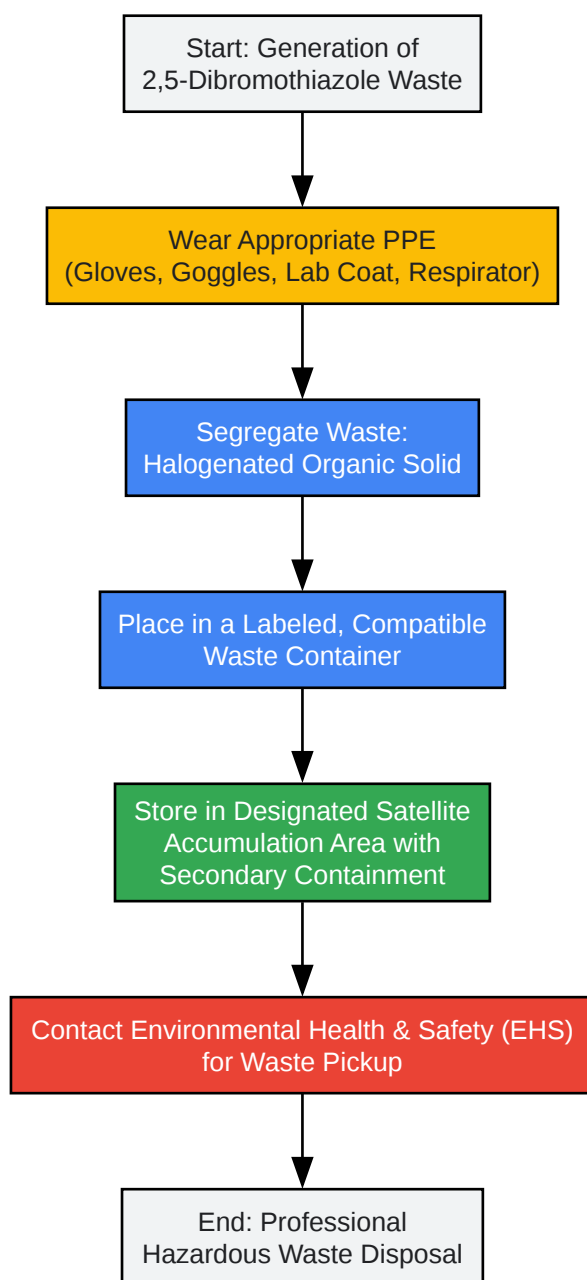 Start: Generation of
2,5-Dibromothiazole Waste
Wear Appropriate PPE
(Gloves, Goggles, Lab Coat, Respirator)
Segregate Waste:
Halogenated Organic Solid
Place in a Labeled, Compatible
Waste Container
Store in Designated Satellite
Accumulation Area with
Secondary Containment
Contact Environmental Health & Safety (EHS)
for Waste Pickup
End: Professional
Hazardous Waste Disposal